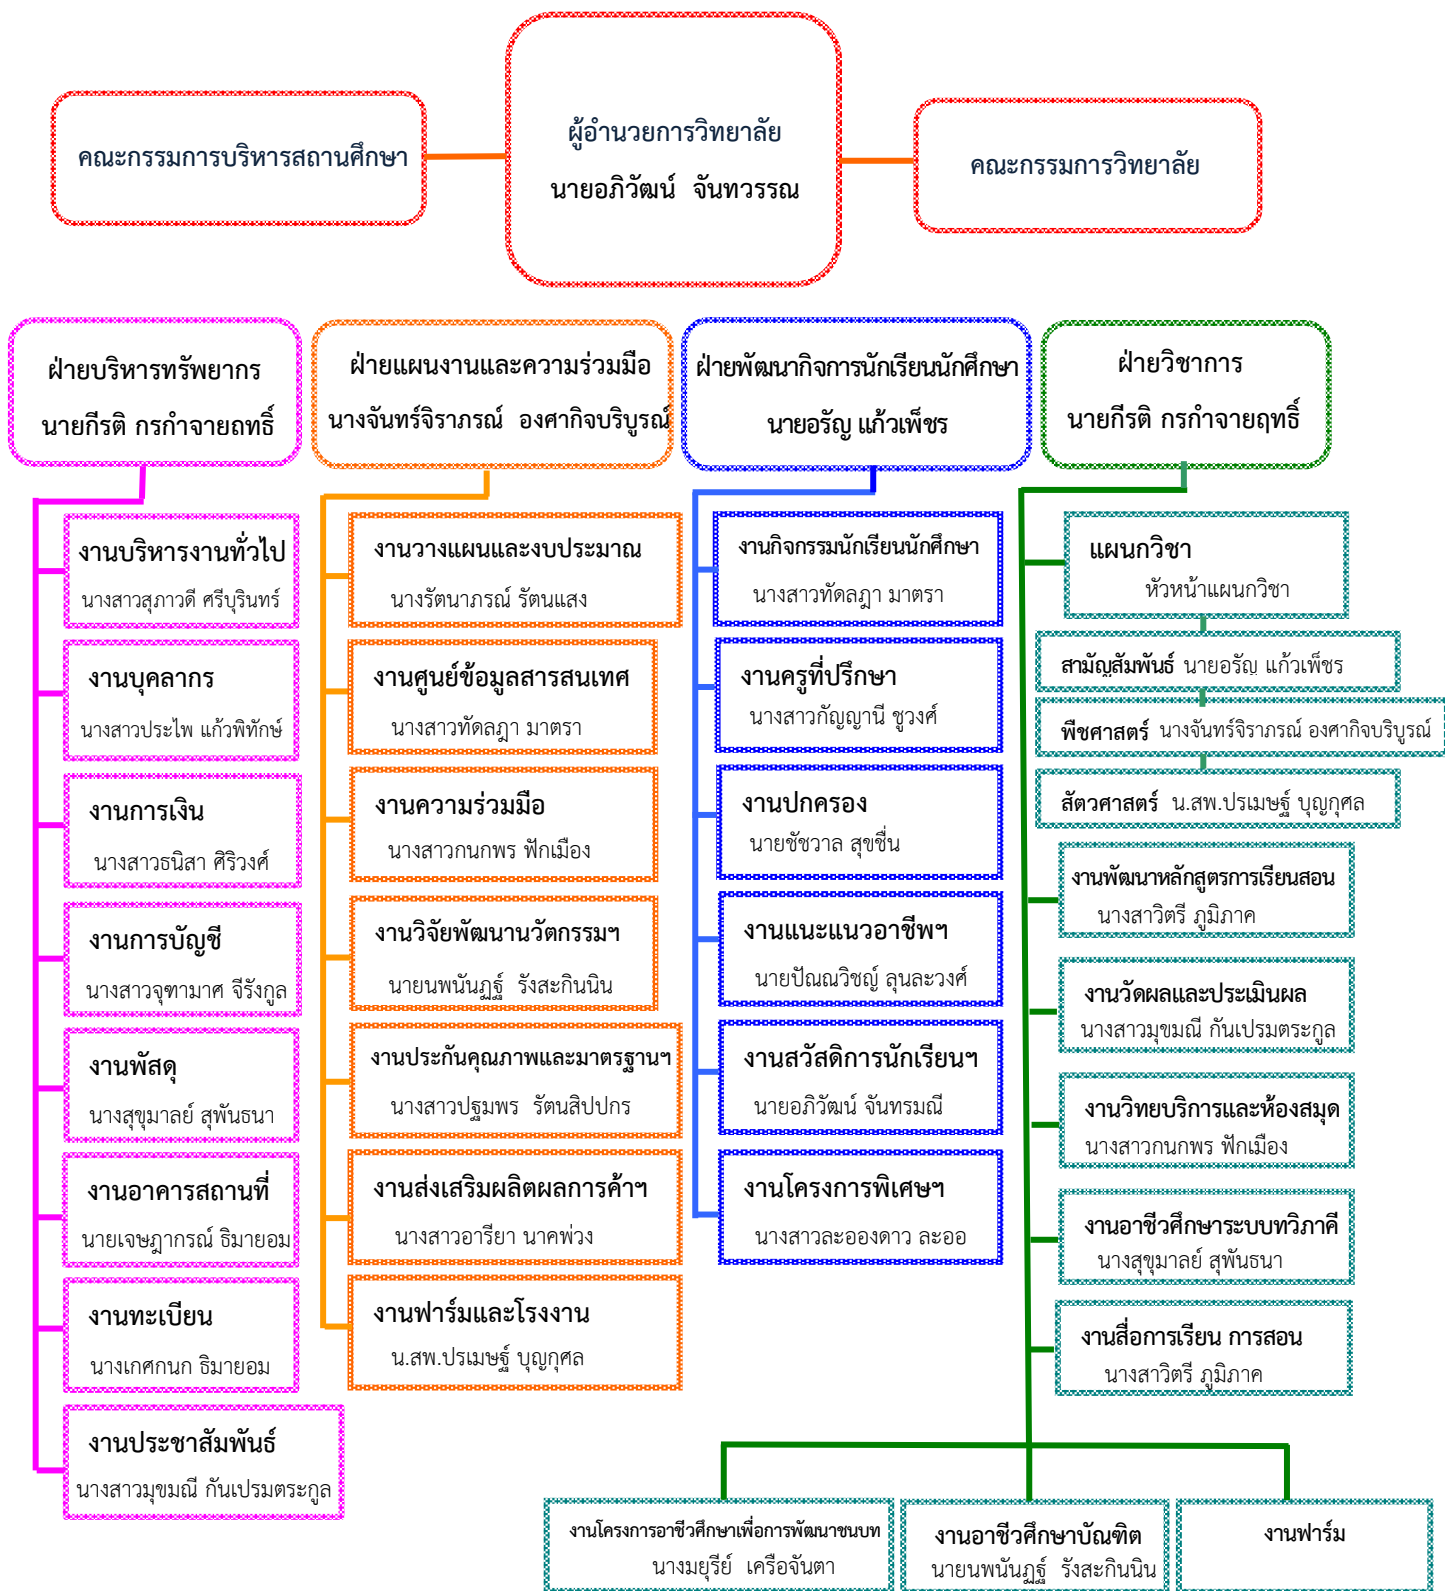 คณะกรรมการบริหารสถานศึกษา
ผู้อำนวยการวิทยาลัย
นายอภิวัฒน์  จันทวรรณ
คณะกรรมการวิทยาลัย
ฝ่ายบริหารทรัพยากร
นายกีรติ กรกำจายฤทธิ์
งานบริหารงานทั่วไป
นางสาวสุภาวดี ศรีบุรินทร์
งานบุคลากร
นางสาวประไพ แก้วพิทักษ์
งานการเงิน
นางสาวธนิสา ศิริวงศ์
งานการบัญชี
นางสาวจุฑามาศ จีรังกูล
งานพัสดุ
นางสุขุมาลย์ สุพันธนา
งานอาคารสถานที่
นายเจษฎากรณ์ ธิมายอม
งานทะเบียน
นางเกศกนก ธิมายอม
งานประชาสัมพันธ์
นางสาวมุขมณี กันเปรมตระกูล
ฝ่ายแผนงานและความร่วมมือ
นางจันทร์จิราภรณ์  องศากิจบริบูรณ์
งานวางแผนและงบประมาณ
นางรัตนาภรณ์ รัตนแสง
งานศูนย์ข้อมูลสารสนเทศ
นางสาวทัดลฎา มาตรา
งานความร่วมมือ
นางสาวกนกพร ฟักเมือง
งานวิจัยพัฒนานวัตกรรมฯ
นายนพนันฏฐ์  รังสะกินนิน
งานประกันคุณภาพและมาตรฐานฯ
นางสาวปฐมพร  รัตนสิปปกร
งานส่งเสริมผลิตผลการค้าฯ
นางสาวอารียา นาคพ่วง
งานฟาร์มและโรงงาน
น.สพ.ปรเมษฐ์ บุญกุศล
ฝ่ายพัฒนากิจการนักเรียนนักศึกษา
นายอรัญ แก้วเพ็ชร
งานกิจกรรมนักเรียนนักศึกษา
นางสาวทัดลฎา มาตรา
งานครูที่ปรึกษา
นางสาวกัญญานี ชูวงศ์
งานปกครอง
นายชัชวาล สุขชื่น
งานแนะแนวอาชีพฯ
นายปัณณวิชญ์ ลุนละวงศ์
งานสวัสดิการนักเรียนฯ
นายอภิวัฒน์ จันทรมณี
งานโครงการพิเศษฯ
นางสาวละอองดาว ละออ
ฝ่ายวิชาการ
นายกีรติ กรกำจายฤทธิ์
แผนกวิชา
หัวหน้าแผนกวิชา
สามัญสัมพันธ์ นายอรัญ แก้วเพ็ชร
พืชศาสตร์ นางจันทร์จิราภรณ์ องศากิจบริบูรณ์
สัตวศาสตร์ น.สพ.ปรเมษฐ์ บุญกุศล
งานพัฒนาหลักสูตรการเรียนสอน
นางสาวิตรี ภูมิภาค
งานวัดผลและประเมินผล
นางสาวมุขมณี กันเปรมตระกูล
งานวิทยบริการและห้องสมุด
นางสาวกนกพร ฟักเมือง
งานอาชีวศึกษาระบบทวิภาคี
นางสุขุมาลย์ สุพันธนา
งานสื่อการเรียน การสอน
นางสาวิตรี ภูมิภาค
งานโครงการอาชีวศึกษาเพื่อการพัฒนาชนบท
นางมยุรีย์  เครือจันตา
งานอาชีวศึกษาบัณฑิต
นายนพนันฏฐ์  รังสะกินนิน
งานฟาร์ม